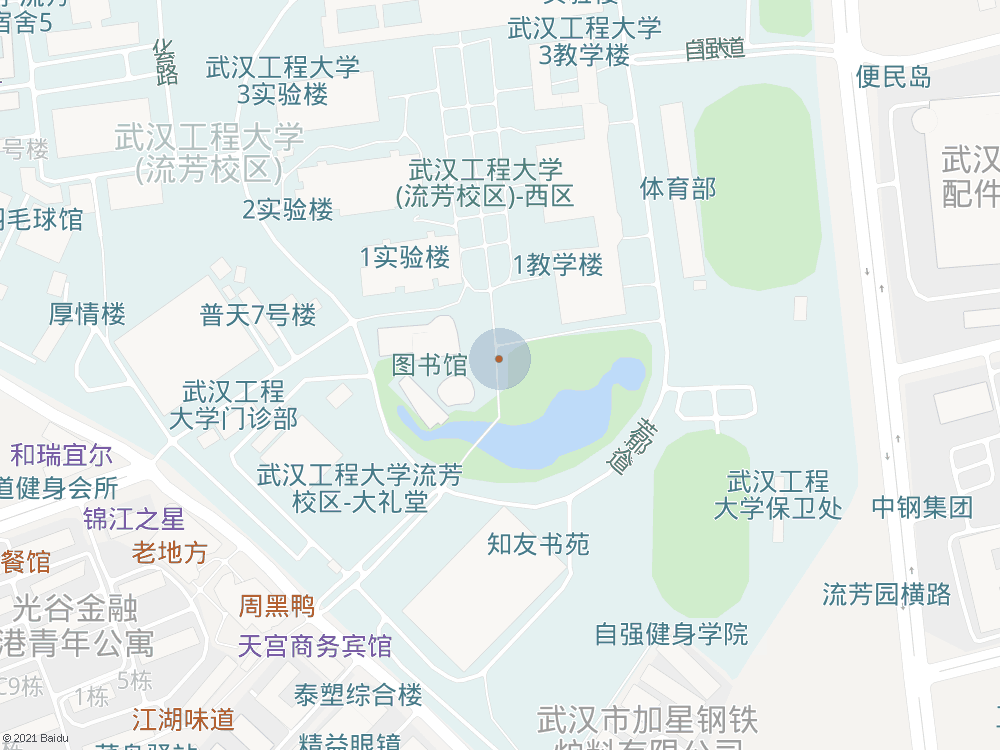 宿舍5
化
路
武汉工程大学
3实验楼
武汉工程大学
3教学楼
自强大道
便民岛
武汉工程大学
(流芳校区)
号楼
武汉工程大学
(流芳校区)-西区
体育部
武汉
配件
2实验楼
羽毛球馆
1实验楼
1教学楼
厚情楼
普天7号楼
图书馆
武汉工程
大学门诊部
芳
道
和瑞宜尔
道健身会所
武汉工程大学流芳
校区-大礼堂
武汉工程
大学保卫处
中钢集团
锦江之星
老地方
餐馆
知友书苑
流芳园横路
光谷金融
港青年公寓
周黑鸭
天宫商务宾馆
自强健身学院
C9栋
1栋
5栋
泰塑综合楼
江湖味道
武汉市加星钢铁
精益眼镜
© 2021 Baidu